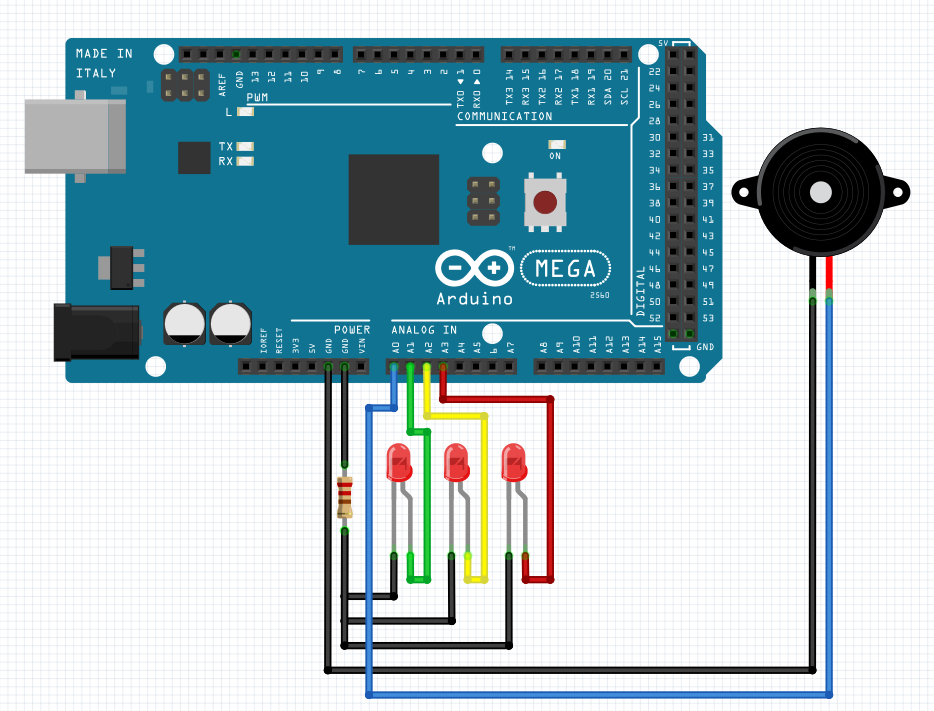 MADE IN
ITALY
AREF
GND
13
12
11
10
9
8
7
6
5
4
3
2
TX0 ◀ 1
RX0 ▶ 0
TX3 14
RX3 15
TX2 16
RX2 17
TX1 18
RX1 19
SDA 20
SCL 21
5V
PWM
COMMUNICATION
L
TX
RX
ON
22
24
26
28
30 31
32 33
34 35
36 37
38 39
40 41
42 43
44 45
46 47
48 49
50 51
52 53
DIGITAL
GND
TM
Arduino
MEGA
2560
POWER
ANALOG IN
IOREF
RESET
3V3
5V
GND
GND
VIN
A0
A1
A2
A3
A4
A5
6
A7
A8
A9
A10
A11
A12
A13
A14
A15